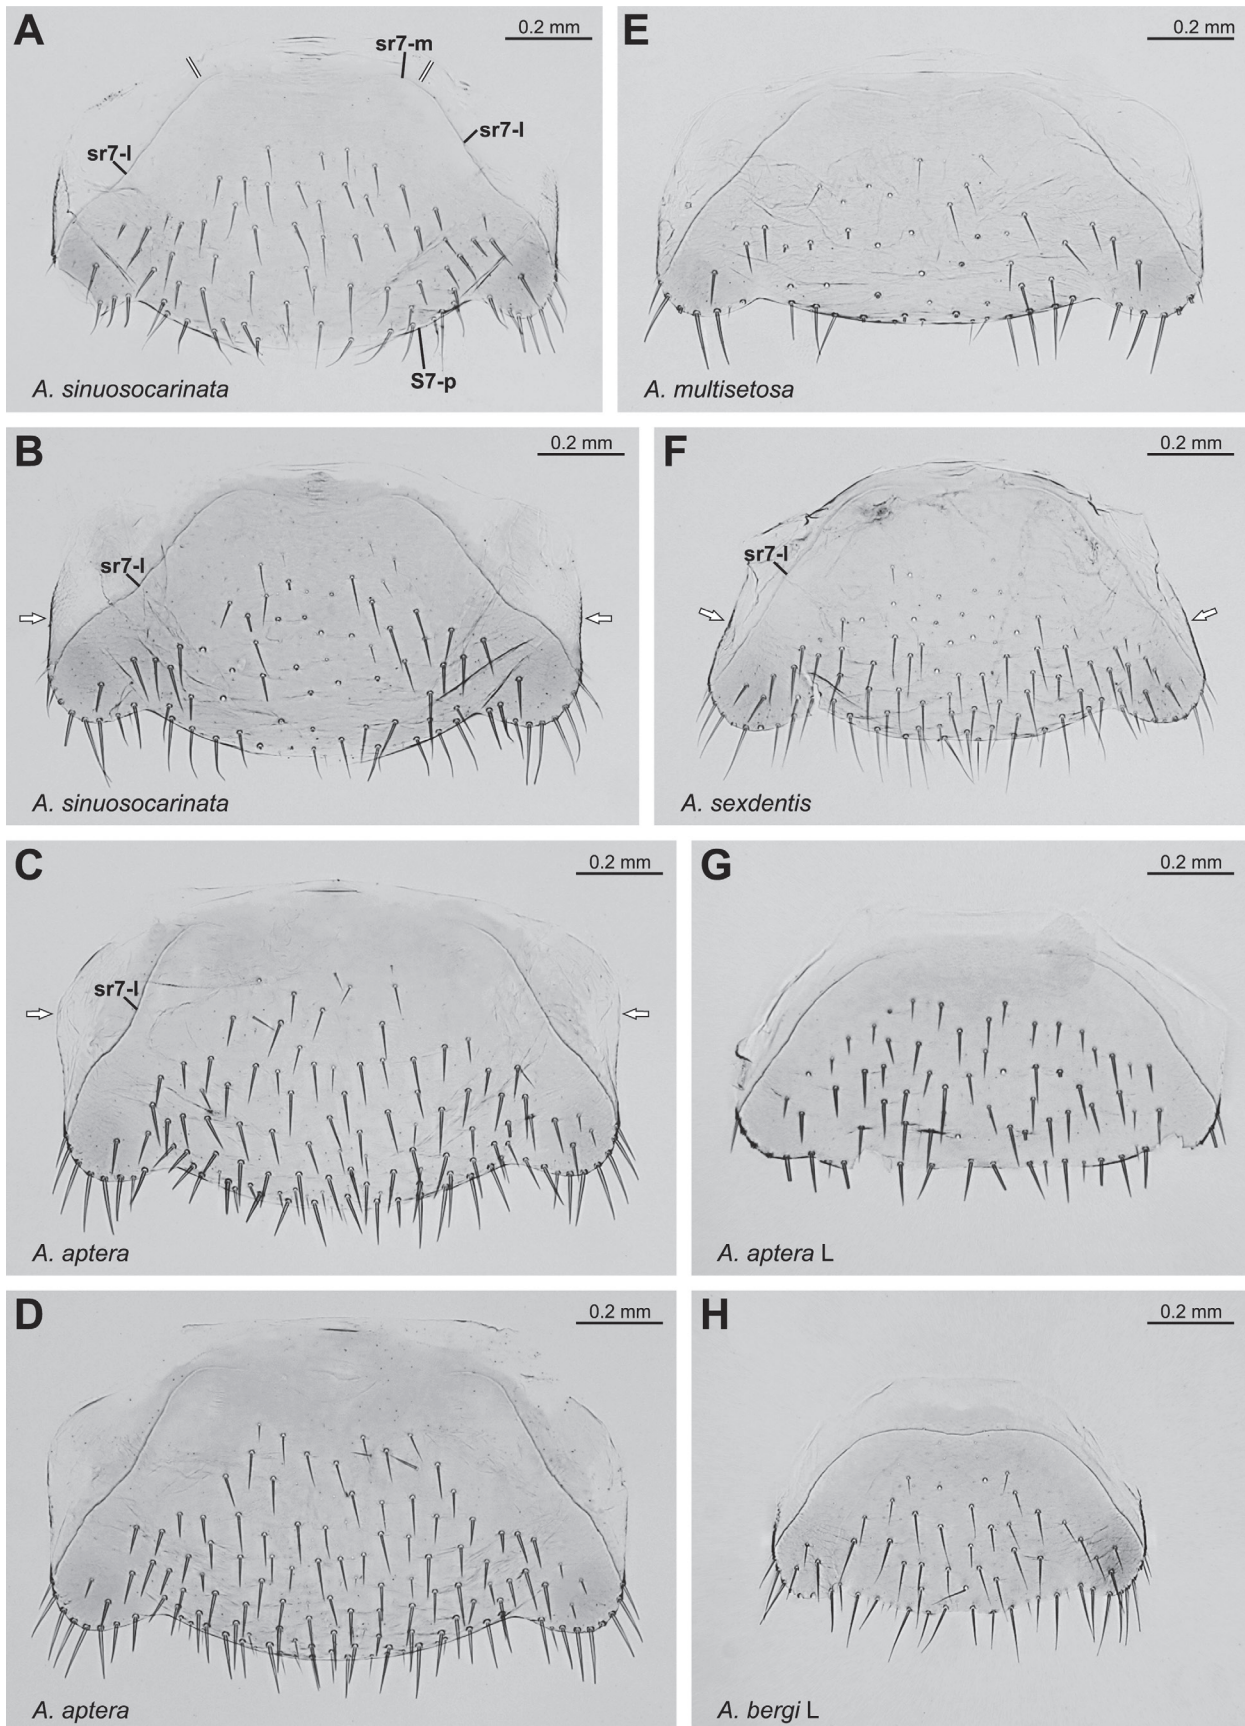 A
0.2 mm
sr7-m
sr7-l
sr7-l
S7-p
A. sinuosocarinata
E
0.2 mm
A. multisetosa
B
0.2 mm
sr7-l
A. sinuosocarinata
F
0.2 mm
sr7-l
A. sexdentis
C
0.2 mm
sr7-l
A. aptera
G
0.2 mm
A. aptera L
D
0.2 mm
A. aptera
H
0.2 mm
A. bergi L